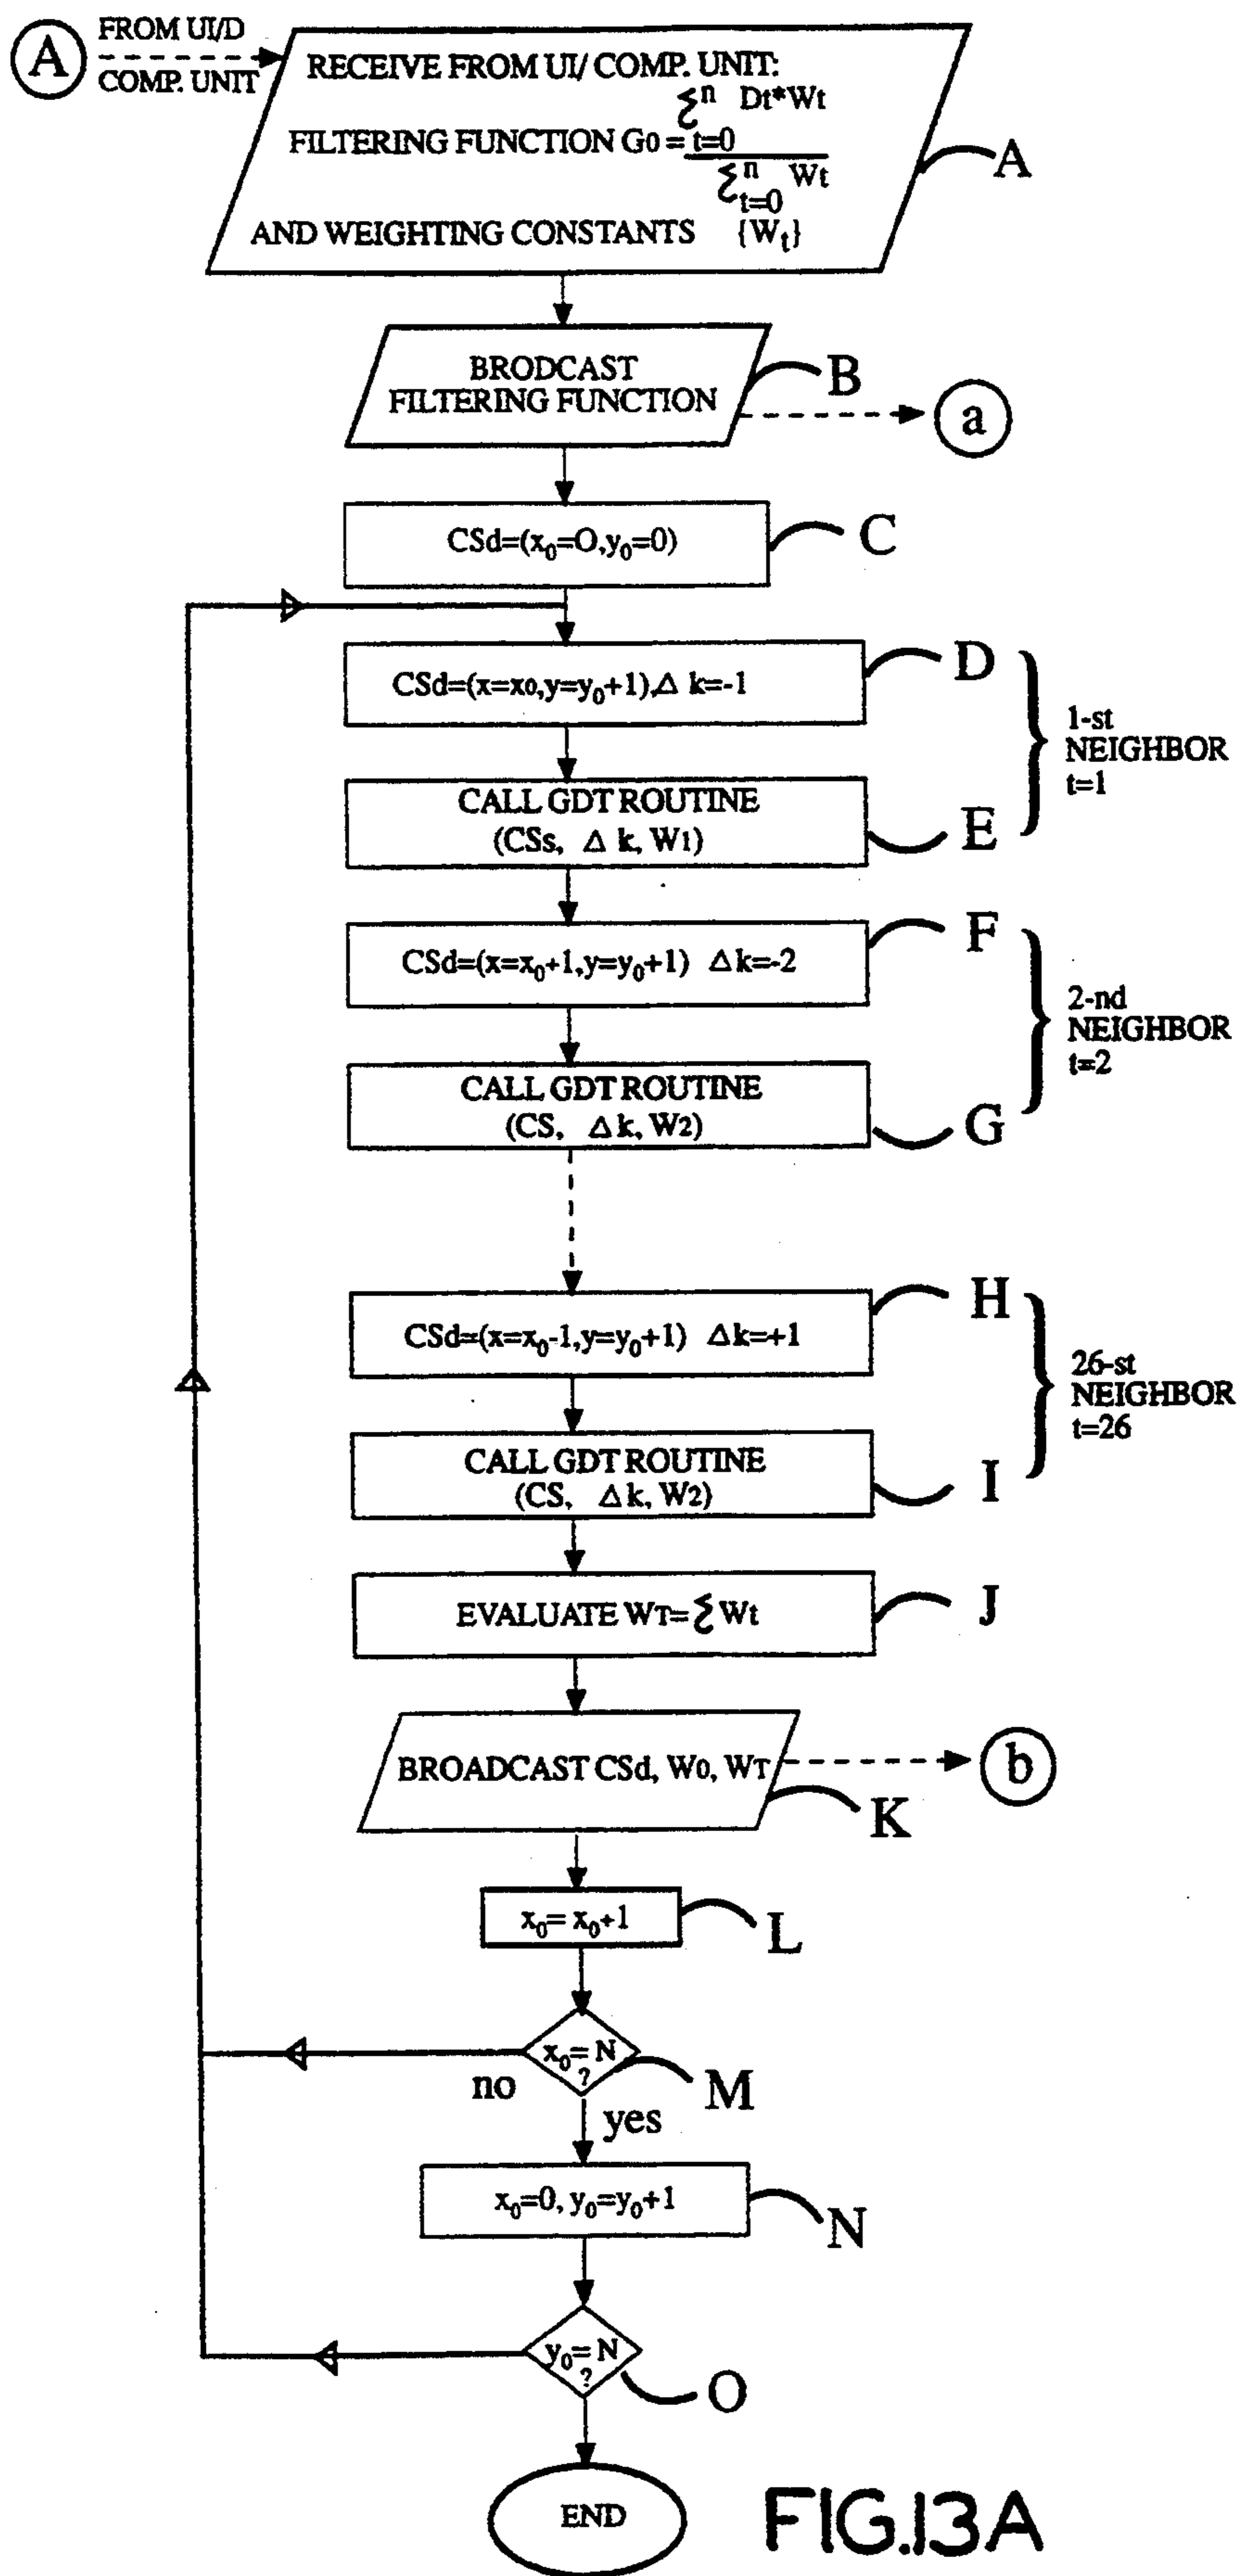 A
FROM UI/D
COMP. UNIT
RECEIVE FROM UI/ COMP. UNIT:
FILTERING FUNCTION G0 = ∑ⁿt=0 Dt*Wt / ∑ⁿt=0 Wt
AND WEIGHTING CONSTANTS {Wt}
A
BRODCAST
FILTERING FUNCTION
B
a
CSd=(x0=O,y0=0)
C
CSd=(x=x0,y=y0+1),Δ k=-1
D
CALL GDT ROUTINE
(CSs, Δ k, W1)
E
1-st
NEIGHBOR
t=1
CSd=(x=x0+1,y=y0+1) Δk=-2
F
CALL GDT ROUTINE
(CS, Δk, W2)
G
2-nd
NEIGHBOR
t=2
CSd=(x=x0-1,y=y0+1) Δk=+1
H
CALL GDT ROUTINE
(CS, Δk, W2)
I
26-st
NEIGHBOR
t=26
EVALUATE WT=∑Wt
J
BROADCAST CSd, W0, WT
b
K
x0= x0+1
L
x0= N
?
M
no
yes
x0=0, y0=y0+1
N
y0= N
?
O
END
FIG.13A